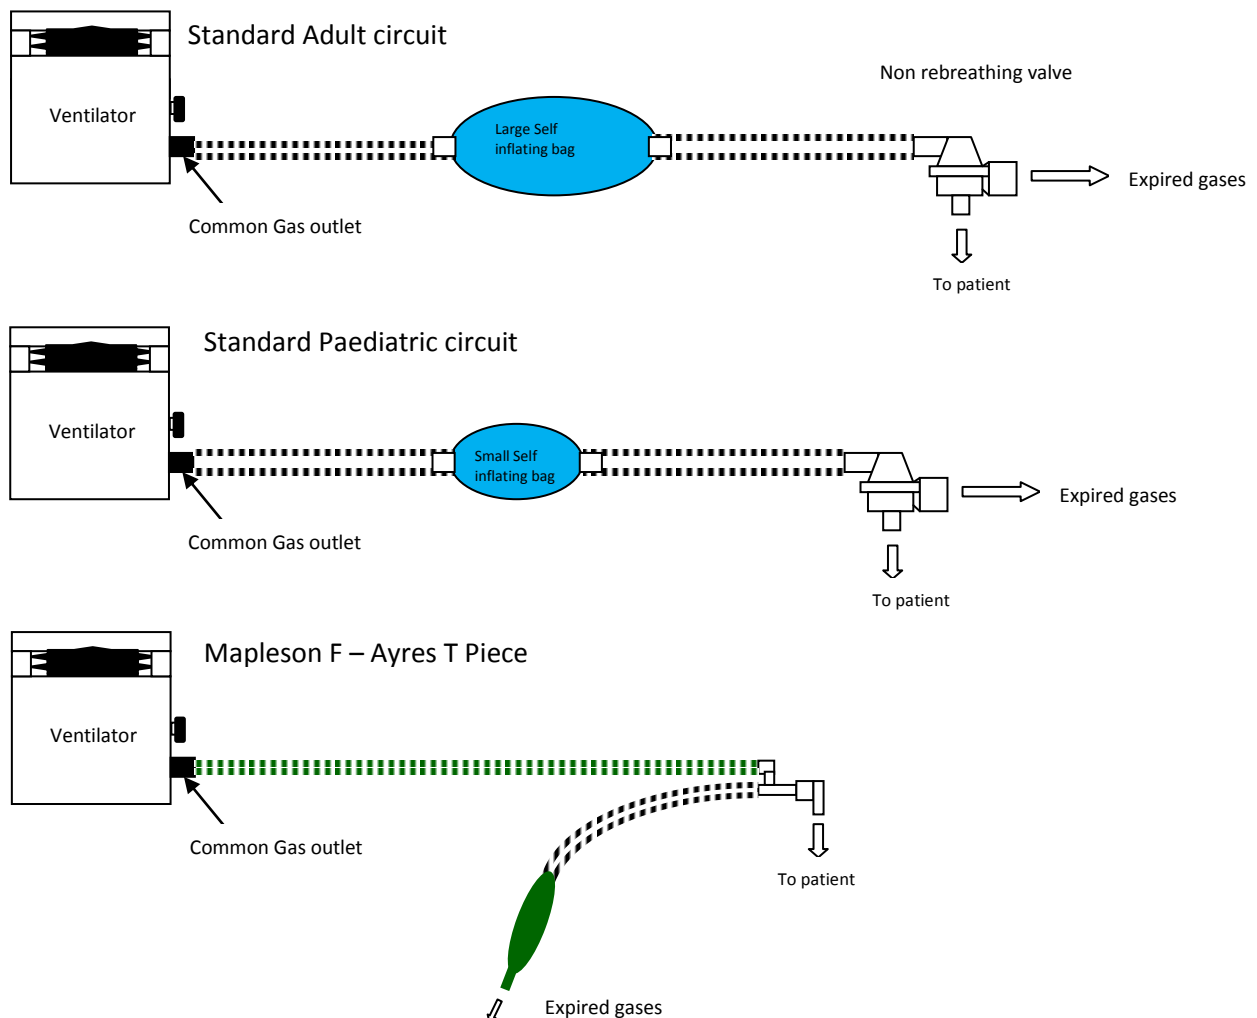 Standard Adult circuit
Non rebreathing valve
Ventilator
Large Self
inflating bag
Expired gases
Common Gas outlet
To patient
Standard Paediatric circuit
Ventilator
Small Self
inflating bag
Expired gases
Common Gas outlet
To patient
Mapleson F – Ayres T Piece
Ventilator
Common Gas outlet
To patient
Expired gases